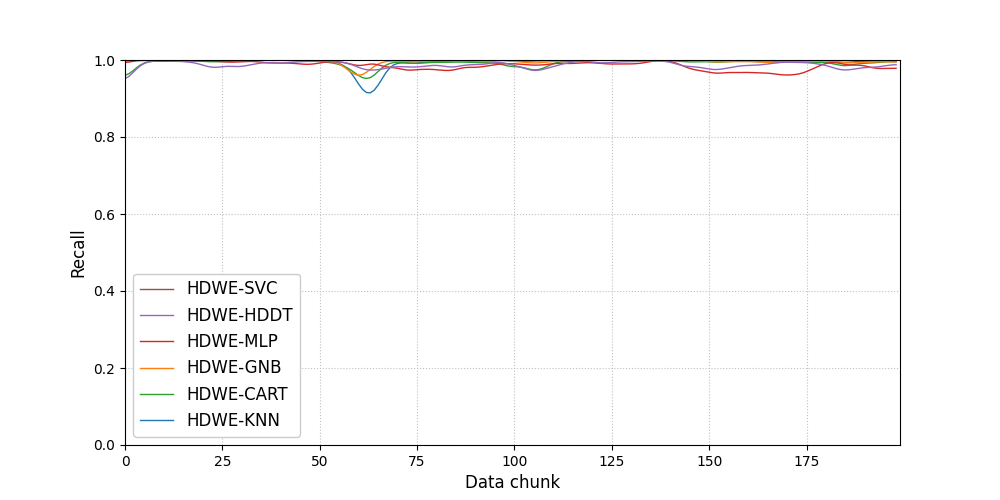 1.0
0.8
0.6
0.4
0.2
0.0
Recall
HDWE-SVC
HDWE-HDDT
HDWE-MLP
HDWE-GNB
HDWE-CART
HDWE-KNN
0 25 50 75 100 125 150 175
Data chunk